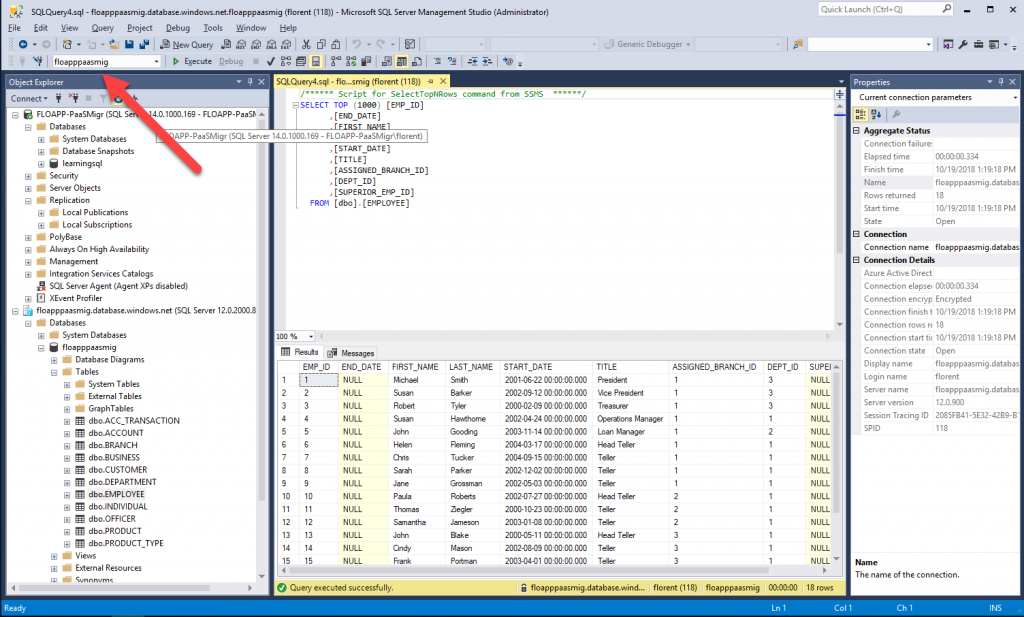 SQLQuery4.sql - floapppaasmig.database.windows.net.floapppaasmig (florent (118)) - Microsoft SQL Server Management Studio (Administrator)
Quick Launch (Ctrl+Q)
File Edit View Query Project Debug Tools Window Help
New Query
Generic Debugger
floapppaasmig
Execute Debug
Object Explorer
Connect
FLOAPP-PaaSMigr (SQL Server 14.0.1000.169 - FLOAPP-PaaSMigr
Databases
System Databases
Database Snapshots
learningsql
Security
Server Objects
Replication
Local Publications
Local Subscriptions
PolyBase
Always On High Availability
Management
Integration Services Catalogs
SQL Server Agent (Agent XPs disabled)
XEvent Profiler
floapppaasmig.database.windows.net (SQL Server 12.0.2000.8
Databases
System Databases
floapppaasmig
Database Diagrams
Tables
System Tables
External Tables
GraphTables
dbo.ACC_TRANSACTION
dbo.ACCOUNT
dbo.BRANCH
dbo.BUSINESS
dbo.CUSTOMER
dbo.DEPARTMENT
dbo.EMPLOYEE
dbo.INDIVIDUAL
dbo.OFFICER
dbo.PRODUCT
dbo.PRODUCT_TYPE
Views
External Resources
Synonyms
SQLQuery4.sql - flo...smig (florent (118))
/****** Script for SelectTopNRows command from SSMS ******/
SELECT TOP (1000) [EMP_ID]
,[END_DATE]
,[FIRST_NAME]
FLOAPP-PaaSMigr (SQL Server 14.0.1000.169 - FLOAPP-PaaSMigr\florent)
,[START_DATE]
,[TITLE]
,[ASSIGNED_BRANCH_ID]
,[DEPT_ID]
,[SUPERIOR_EMP_ID]
FROM [dbo].[EMPLOYEE]
100 %
Results Messages
EMP_ID END_DATE FIRST_NAME LAST_NAME START_DATE TITLE ASSIGNED_BRANCH_ID DEPT_ID SUPEI
1 1 NULL Michael Smith 2001-06-22 00:00:00.000 President 1 3 NULL
2 2 NULL Susan Barker 2002-09-12 00:00:00.000 Vice President 1 3 NULL
3 3 NULL Robert Tyler 2000-02-09 00:00:00.000 Treasurer 1 3 NULL
4 4 NULL Susan Hawthorne 2002-04-24 00:00:00.000 Operations Manager 1 1 NULL
5 5 NULL John Gooding 2003-11-14 00:00:00.000 Loan Manager 1 2 NULL
6 6 NULL Helen Fleming 2004-03-17 00:00:00.000 Head Teller 1 1 NULL
7 7 NULL Chris Tucker 2004-09-15 00:00:00.000 Teller 1 1 NULL
8 8 NULL Sarah Parker 2002-12-02 00:00:00.000 Teller 1 1 NULL
9 9 NULL Jane Grossman 2002-05-03 00:00:00.000 Teller 1 1 NULL
10 10 NULL Paula Roberts 2002-07-27 00:00:00.000 Head Teller 2 1 NULL
11 11 NULL Thomas Ziegler 2000-10-23 00:00:00.000 Teller 2 1 NULL
12 12 NULL Samantha Jameson 2003-01-08 00:00:00.000 Teller 2 1 NULL
13 13 NULL John Blake 2000-05-11 00:00:00.000 Head Teller 3 1 NULL
14 14 NULL Cindy Mason 2002-08-09 00:00:00.000 Teller 3 1 NULL
15 15 NULL Frank Portman 2003-04-01 00:00:00.000 Teller 3 1 NULL
Query executed successfully.
floapppaasmig.database.wind... florent (118) floapppaasmig 00:00:00 18 rows
Properties
Current connection parameters
Aggregate Status
Connection failure:
Elapsed time 00:00:00.334
Finish time 10/19/2018 1:19:18 PM
Name floapppaasmig.databas
Rows returned 18
Start time 10/19/2018 1:19:18 PM
State Open
Connection
Connection name floapppaasmig.databas
Connection Details
Azure Active Direct
Connection elapse 00:00:00.334
Connection encryp Encrypted
Connection finish t 10/19/2018 1:19:18 PM
Connection rows re 18
Connection start ti 10/19/2018 1:19:18 PM
Connection state Open
Display name floapppaasmig.databas
Login name florent
Server name floapppaasmig.databas
Server version 12.0.900
Session Tracing ID 2085FB41-5E32-42B9-B
SPID 118
Name
The name of the connection.
Ready Ln 1 Col 1 Ch 1 INS